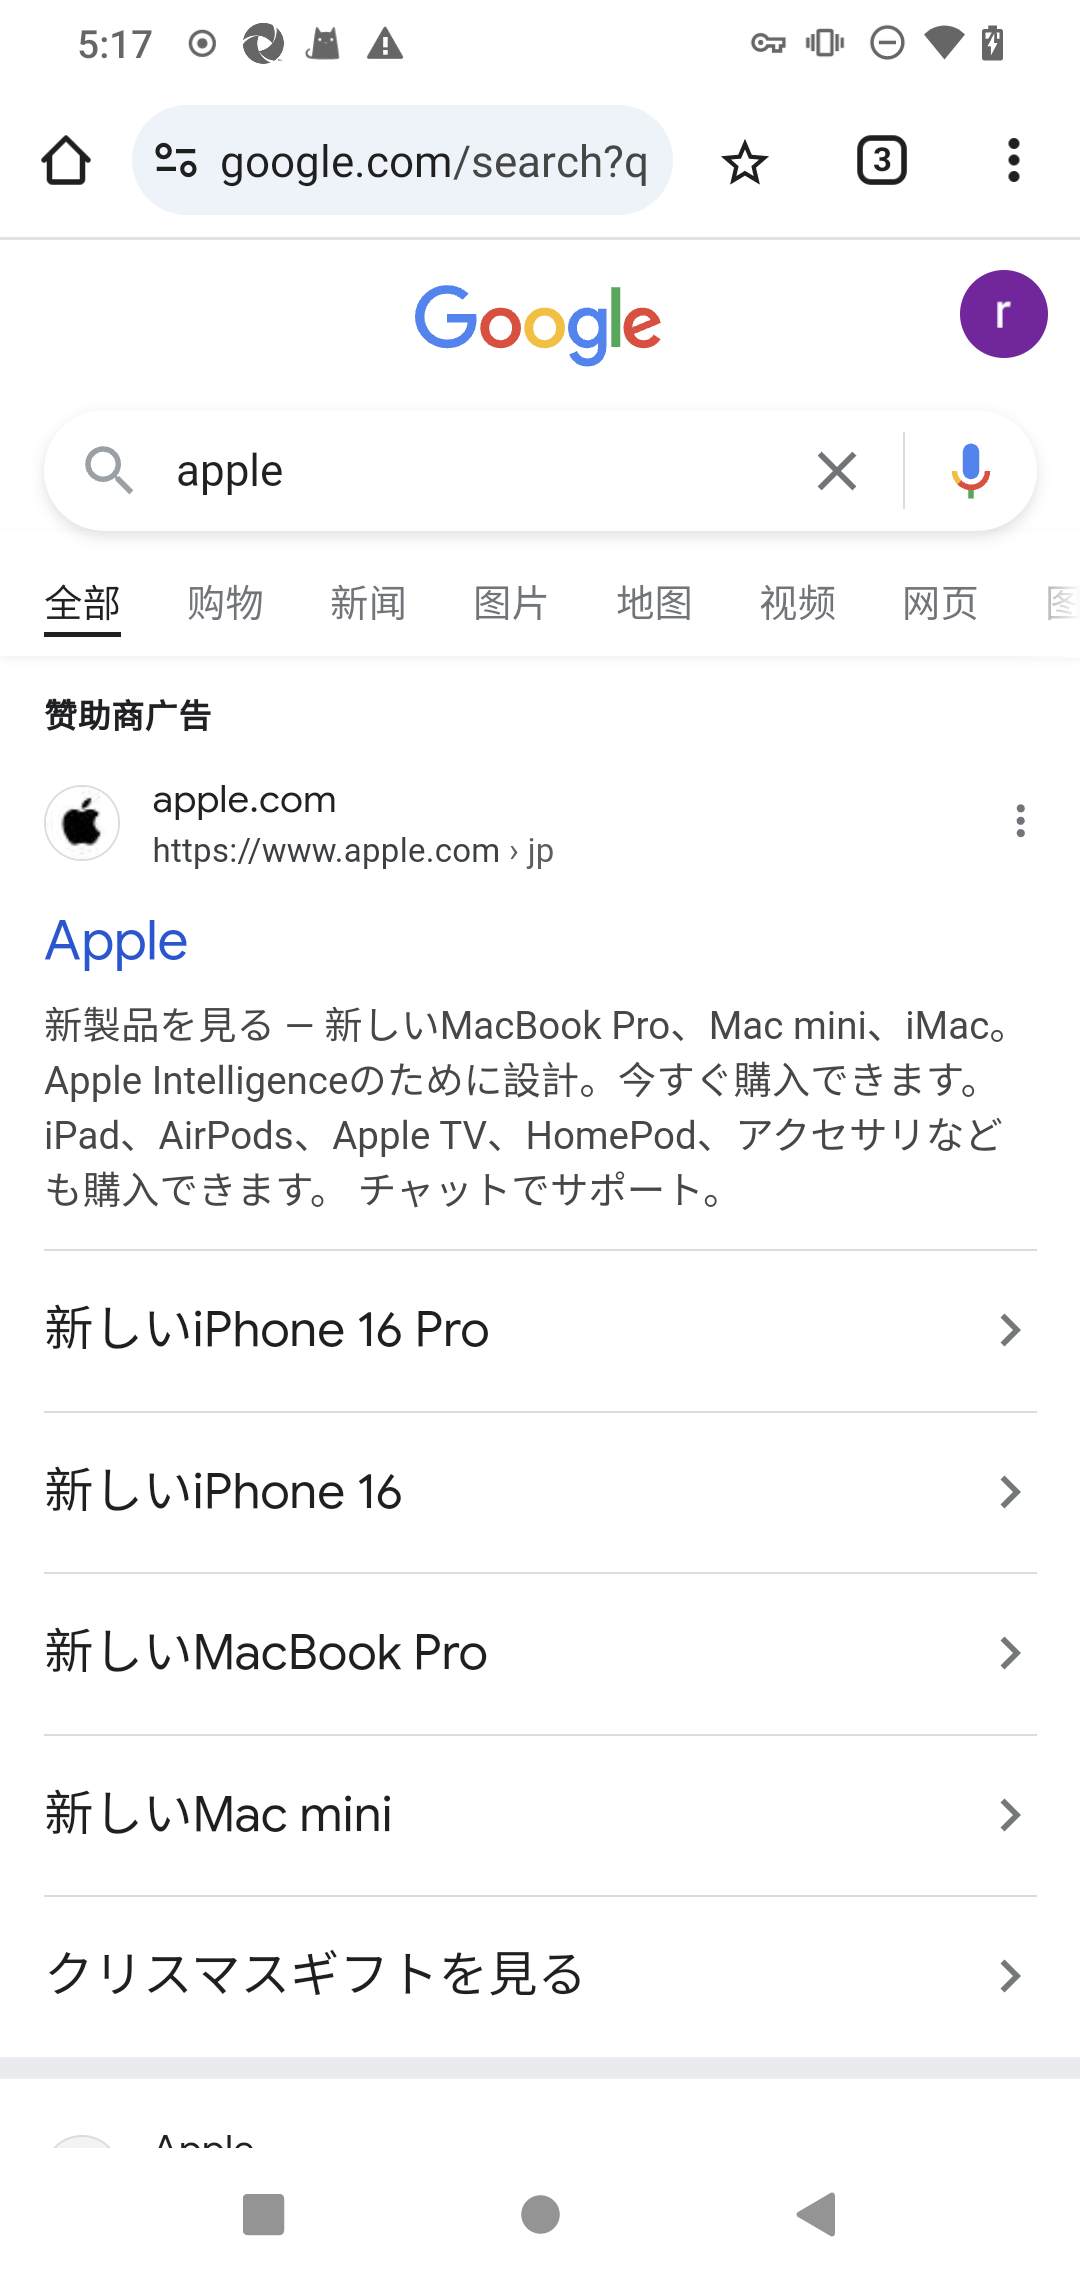 5:17
google.com/search?q
3
Google
r
apple
全部 购物 新闻 图片 地图 视频 网页
赞助商广告
apple.com
https://www.apple.com › jp
Apple
新製品を見る — 新しいMacBook Pro、Mac mini、iMac。
Apple Intelligenceのために設計。今すぐ購入できます。
iPad、AirPods、Apple TV、HomePod、アクセサリなど
も購入できます。 チャットでサポート。
新しいiPhone 16 Pro
新しいiPhone 16
新しいMacBook Pro
新しいMac mini
クリスマスギフトを見る
Apple